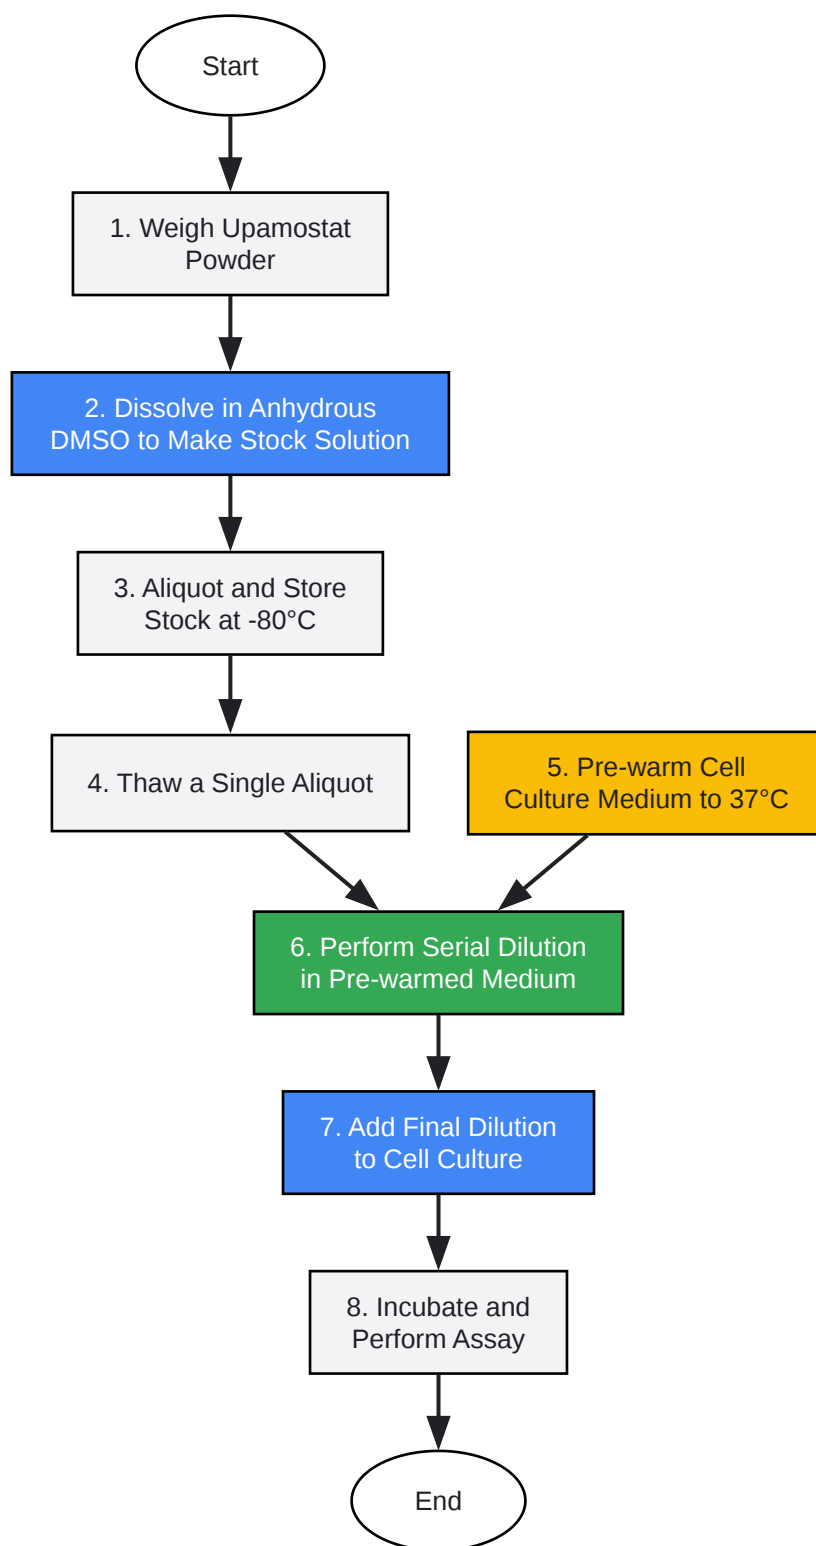 Start
1. Weigh Upamostat
Powder
2. Dissolve in Anhydrous
DMSO to Make Stock Solution
3. Aliquot and Store
Stock at -80°C
4. Thaw a Single Aliquot
5. Pre-warm Cell
Culture Medium to 37°C
6. Perform Serial Dilution
in Pre-warmed Medium
7. Add Final Dilution
to Cell Culture
8. Incubate and
Perform Assay
End